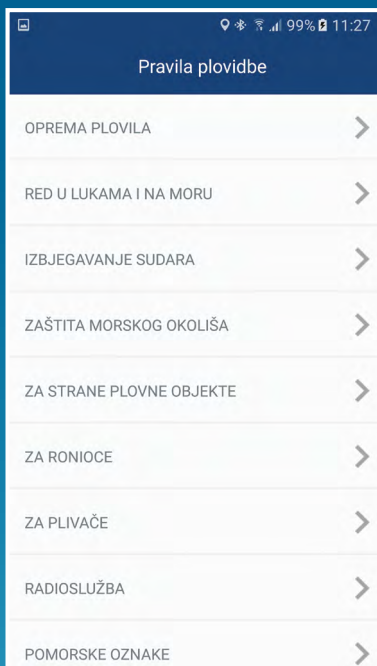 99% 11:27
Pravila plovidbe
OPREMA PLOVILA
RED U LUKAMA I NA MORU
IZBJEGAVANJE SUDARA
ZAŠTITA MORSKOG OKOLIŠA
ZA STRANE PLOVNE OBJEKTE
ZA RONIOCE
ZA PLIVAČE
RADIOSLUŽBA
POMORSKE OZNAKE